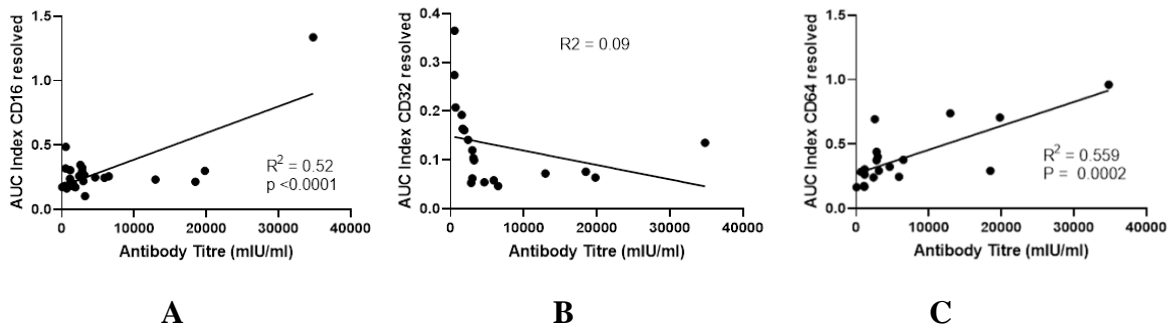 AUC Index CD16 resolved
1.5
1.0
0.5
0.0
R² = 0.52
p <0.0001
0 10000 20000 30000 40000
Antibody Titre (mIU/ml)
A
AUC Index CD32 resolved
0.4
0.3
0.2
0.1
0.0
R2 = 0.09
0 10000 20000 30000 40000
Antibody Titre (mIU/ml)
B
AUC Index CD64 resolved
1.5
1.0
0.5
0.0
R² = 0.559
P = 0.0002
0 10000 20000 30000 40000
Antibody Titre (mIU/ml)
C